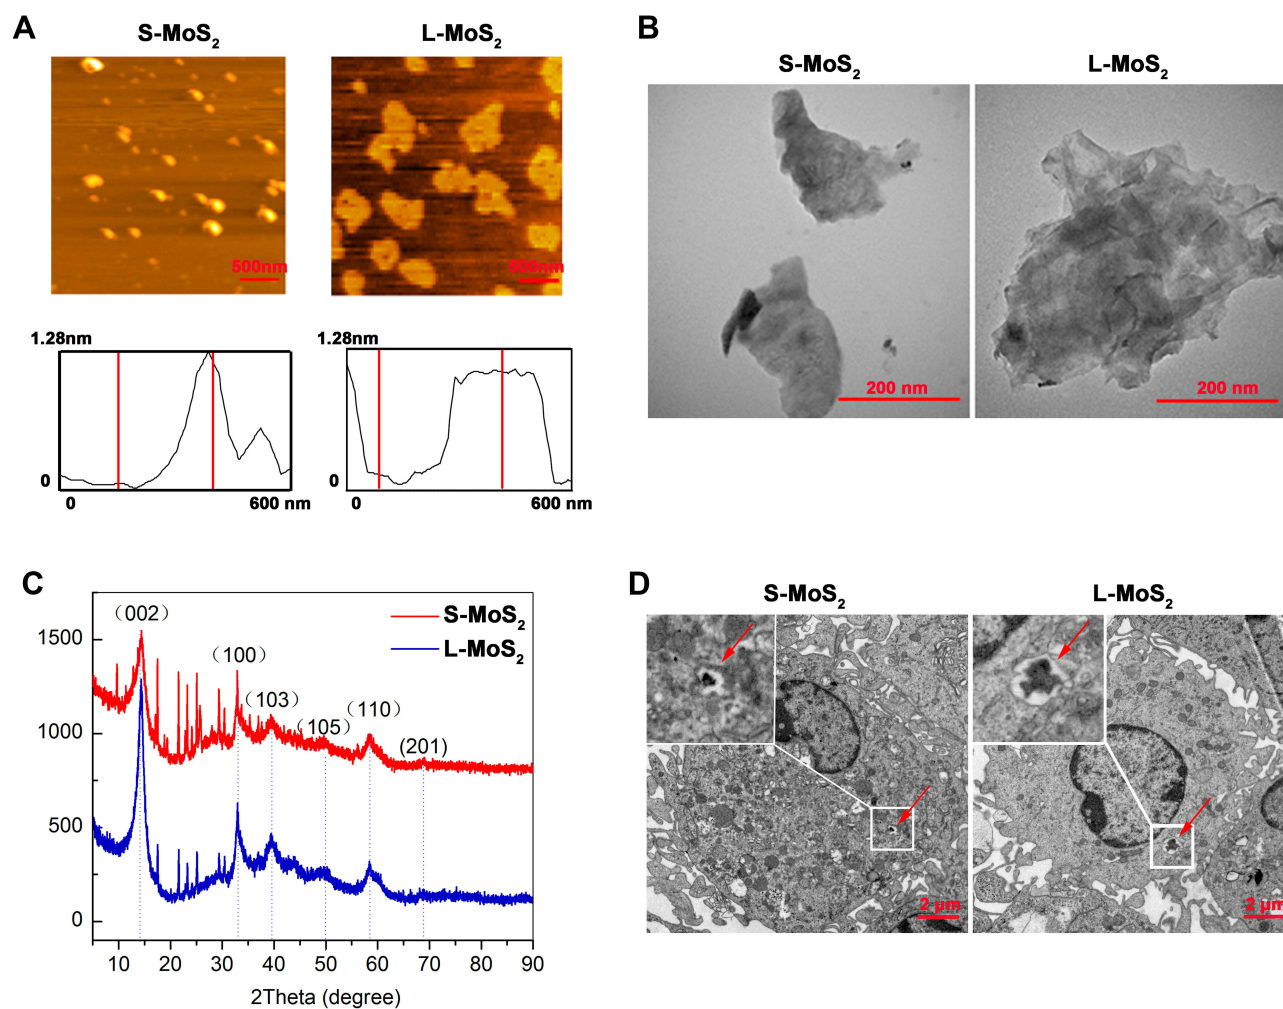 A
S-MoS₂
L-MoS₂
500nm
500nm
1.28nm
0
0
600 nm
1.28nm
0
0
600 nm
B
S-MoS₂
L-MoS₂
200 nm
200 nm
C
(002)
(100)
(103)
(105)
(110)
(201)
S-MoS₂
L-MoS₂
1500
1000
500
0
10 20 30 40 50 60 70 80 90
2Theta (degree)
D
S-MoS₂
L-MoS₂
2 μm
2 μm